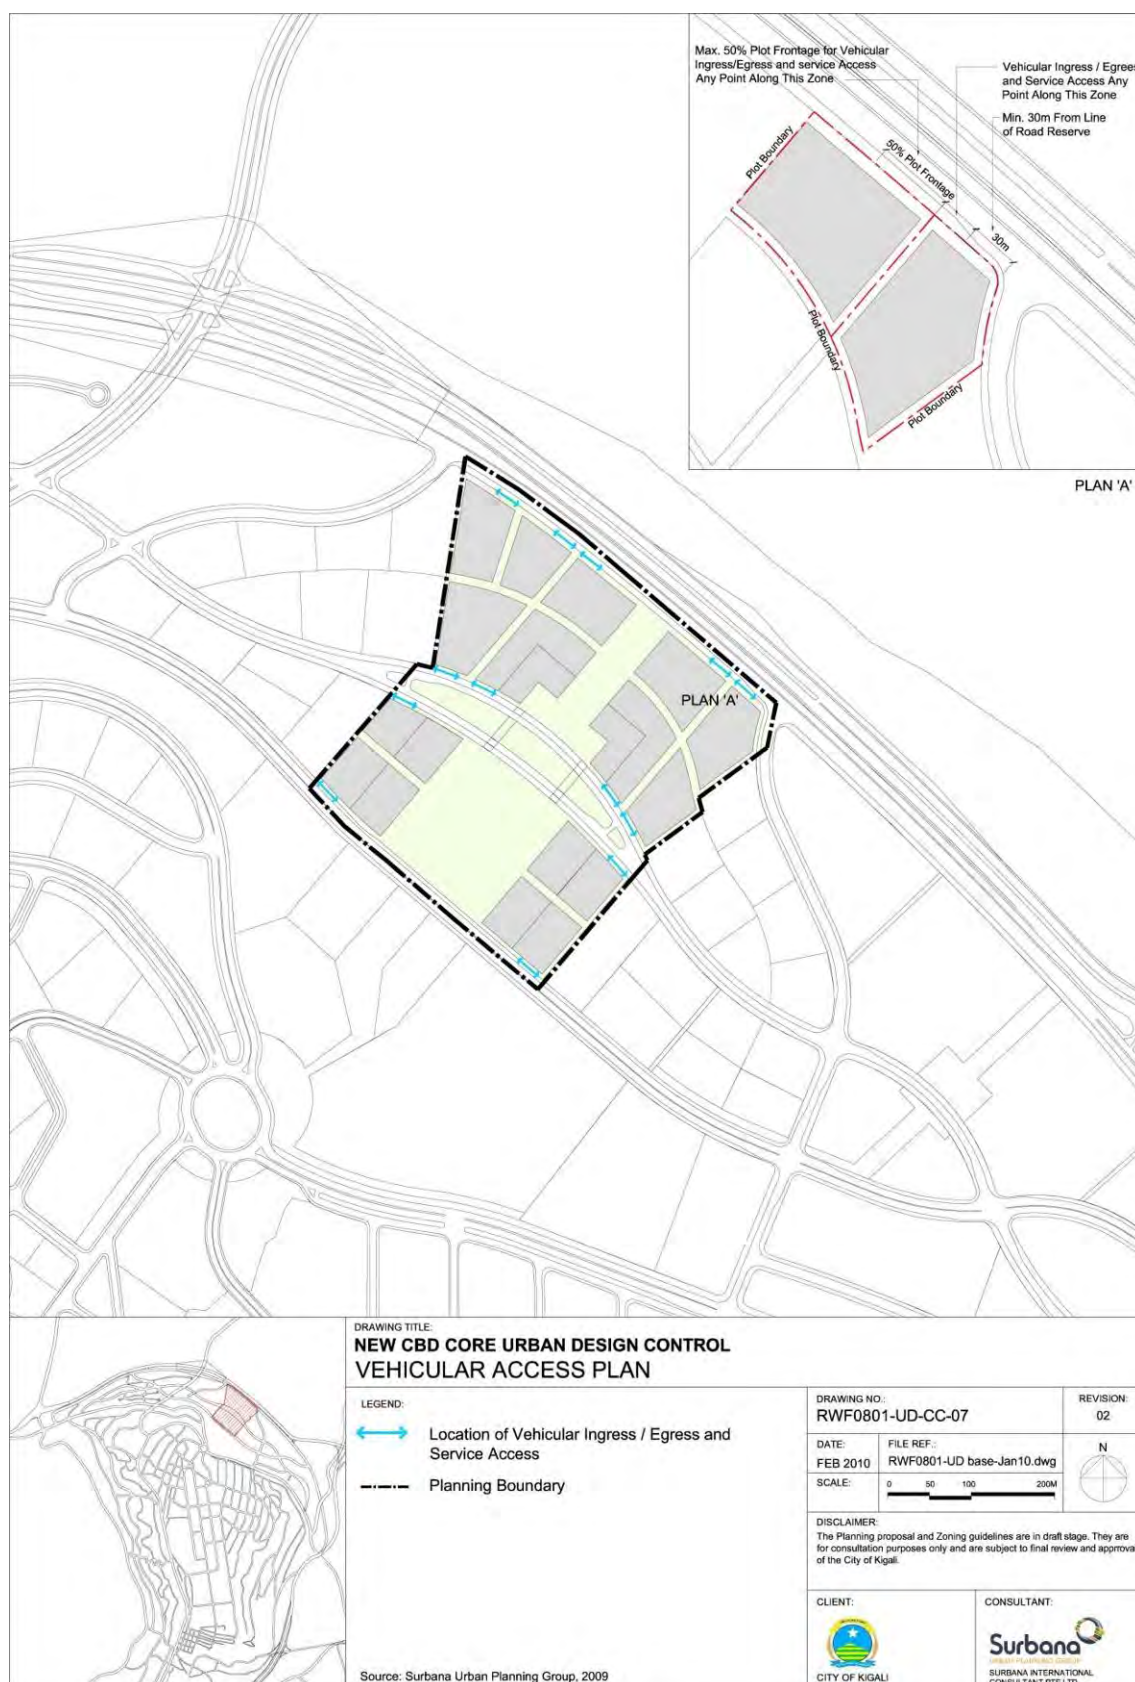 Max. 50% Plot Frontage for Vehicular
Ingress/Egress and service Access
Any Point Along This Zone
Vehicular Ingress / Egress
and Service Access Any
Point Along This Zone
Min. 30m From Line
of Road Reserve
Plot Boundary
50% Plot Frontage
30m
Plot Boundary
Plot Boundary
PLAN 'A'
PLAN 'A'
DRAWING TITLE:
NEW CBD CORE URBAN DESIGN CONTROL
VEHICULAR ACCESS PLAN
LEGEND:
Location of Vehicular Ingress / Egress and
Service Access
Planning Boundary
Source: Surbana Urban Planning Group, 2009
DRAWING NO.:
RWF0801-UD-CC-07
REVISION:
02
DATE:
FEB 2010
FILE REF.:
RWF0801-UD base-Jan10.dwg
N
SCALE:
0 50 100 200M
DISCLAIMER:
The Planning proposal and Zoning guidelines are in draft stage. They are
for consultation purposes only and are subject to final review and approva
of the City of Kigali.
CLIENT:
CITY OF KIGALI
CONSULTANT:
Surbana
URBAN PLANNING GROUP
SURBANA INTERNATIONAL
CONSULTANT PTE LTD